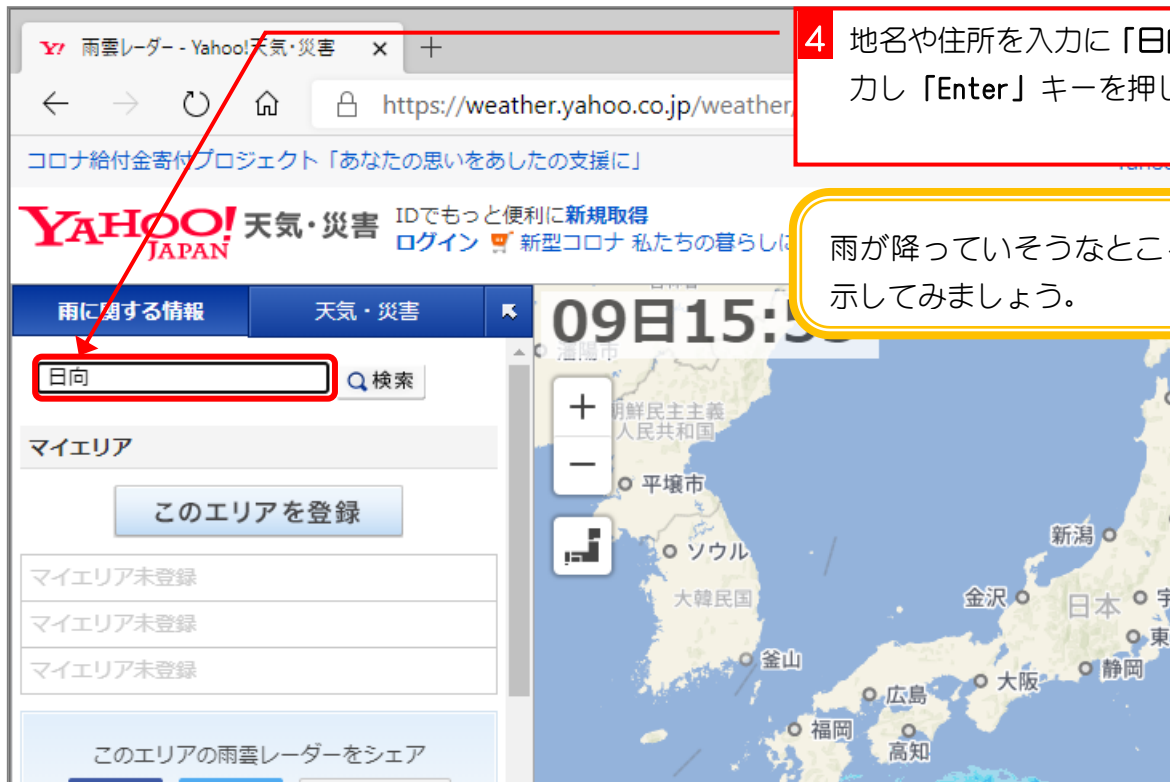 雨雲レーダー - Yahoo!天気・災害
https://weather.yahoo.co.jp/weather/
4 地名や住所を入力に「日向
力し「Enter」キーを押し
コロナ給付金寄付プロジェクト「あなたの思いをあしたの支援に」
YAHOO! JAPAN 天気・災害
IDでもっと便利に新規取得
ログイン 新型コロナ 私たちの暮らしに
雨が降っていそうなところ
示してみましょう。
雨に関する情報 天気・災害
09日15:5
日向 検索
マイエリア
このエリアを登録
マイエリア未登録
マイエリア未登録
マイエリア未登録
このエリアの雨雲レーダーをシェア
瀋陽市
朝鮮民主主義
人民共和国
平壌市
ソウル
大韓民国
釜山
新潟
金沢
日本
宇
東
静岡
大阪
広島
福岡
高知